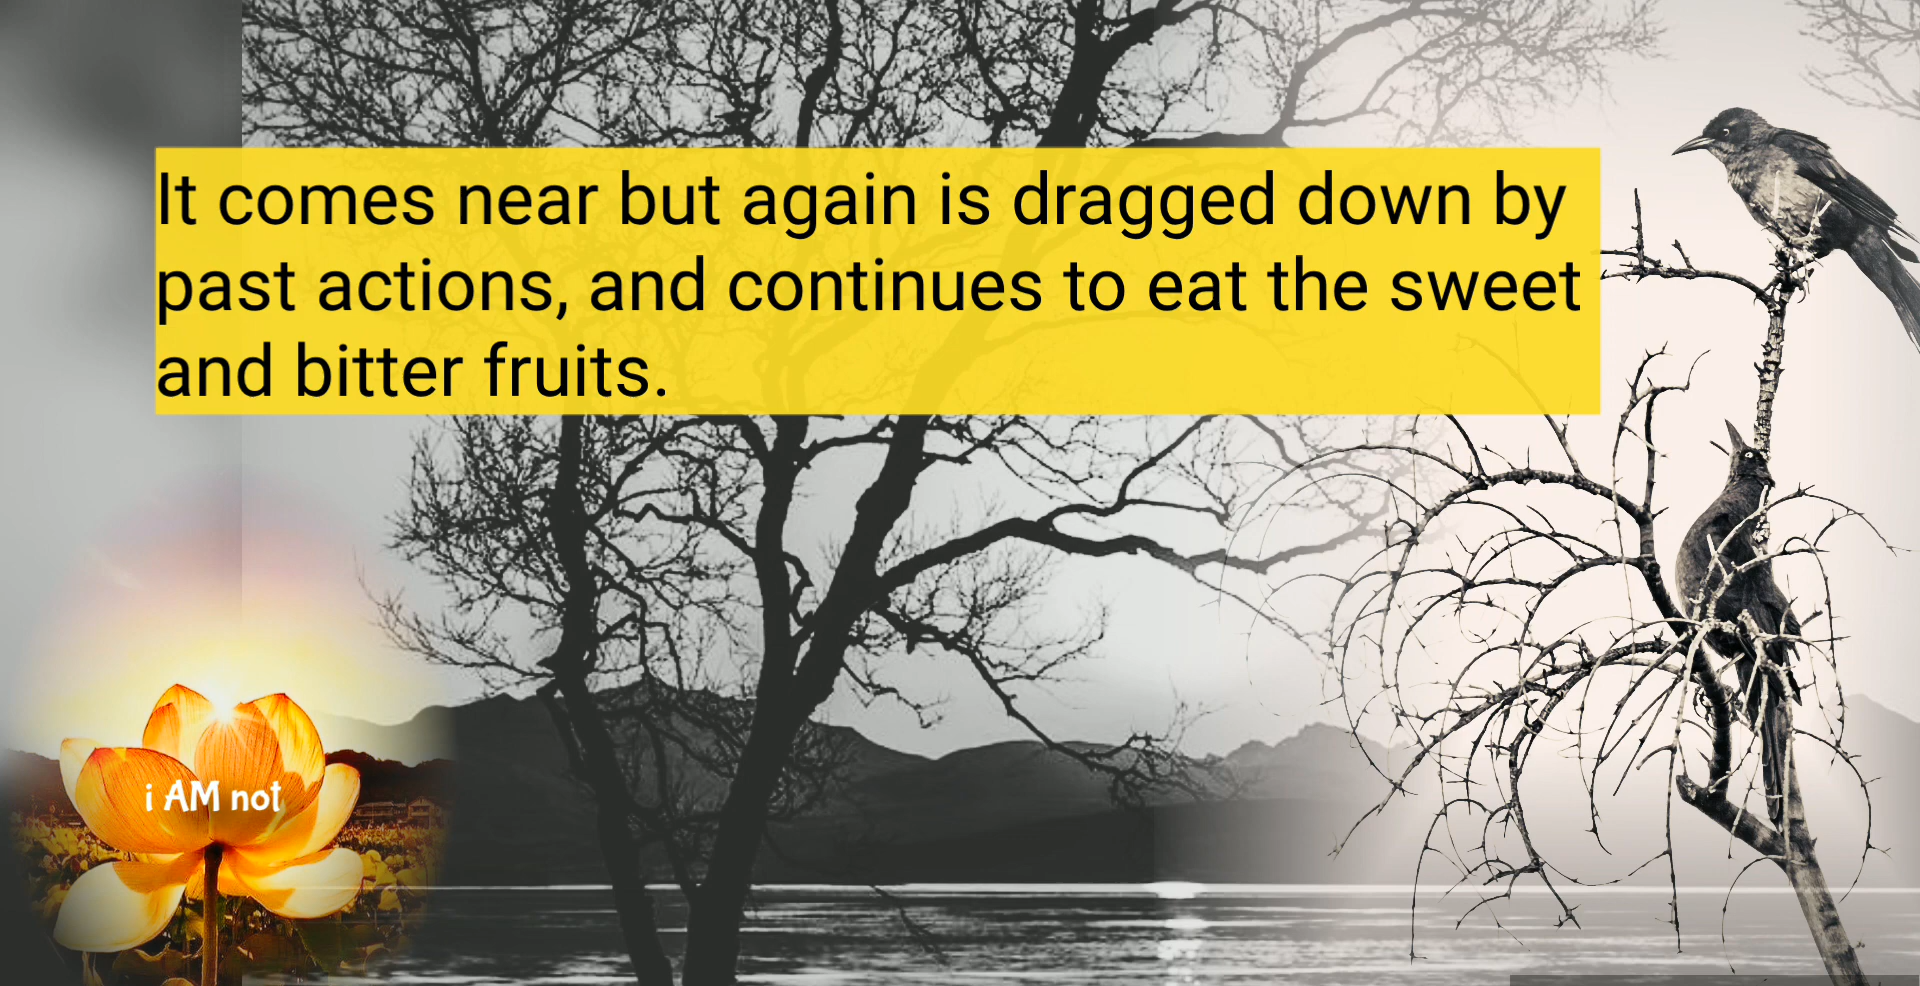 It comes near but again is dragged down by
past actions, and continues to eat the sweet
and bitter fruits.
i AM not